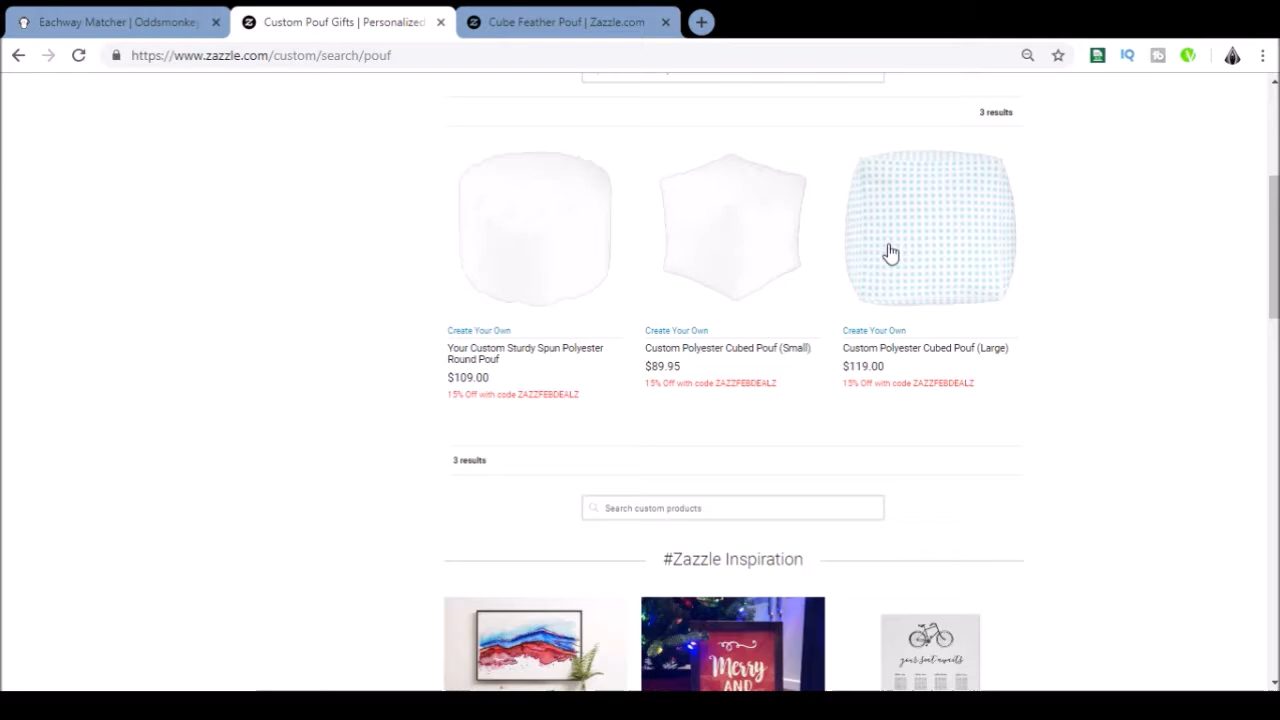 Eachway Matcher | Oddsmonkey
Custom Pouf Gifts | Personalized
Cube Feather Pouf | Zazzle.com
https://www.zazzle.com/custom/search/pouf
3 results
Create Your Own
Your Custom Sturdy Spun Polyester
Round Pouf
$109.00
15% Off with code ZAZZFEBDEALZ
Create Your Own
Custom Polyester Cubed Pouf (Small)
$89.95
15% Off with code ZAZZFEBDEALZ
Create Your Own
Custom Polyester Cubed Pouf (Large)
$119.00
15% Off with code ZAZZFEBDEALZ
3 results
Search custom products
#Zazzle Inspiration
Merry
AND
your seat awaits